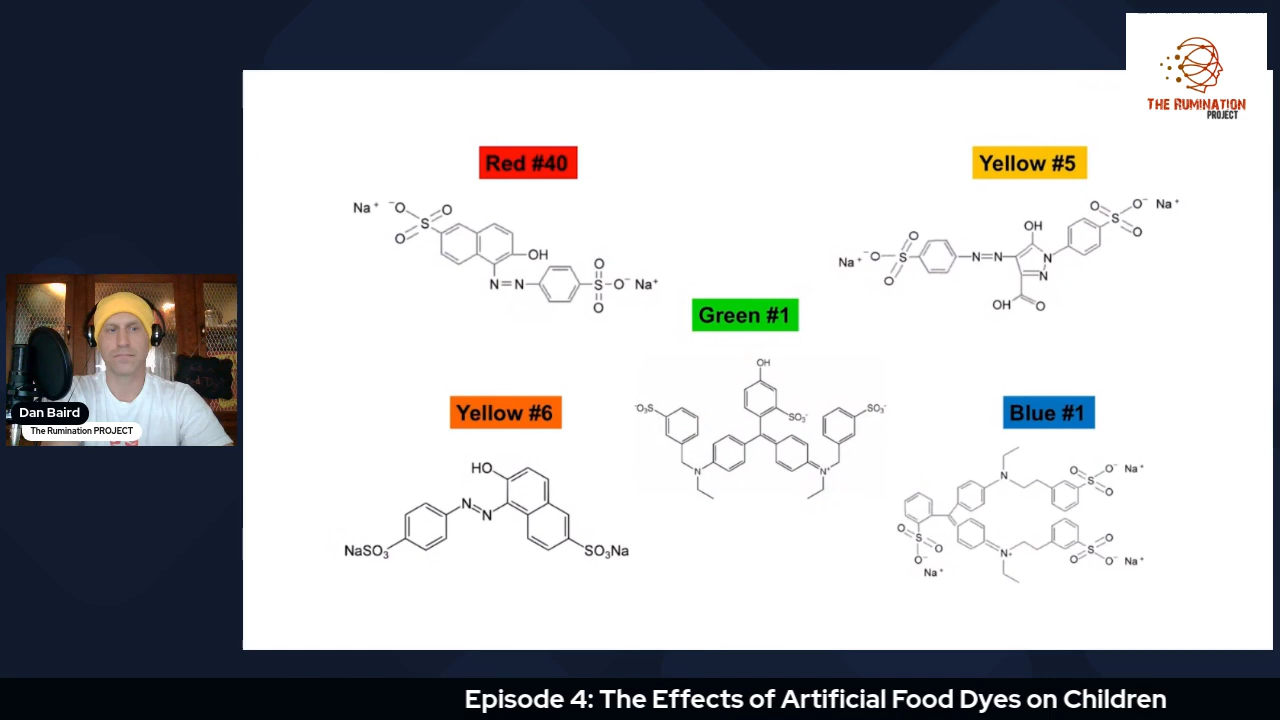 THE RUMINATION
PROJECT
Red #40
Na⁺ ⁻O O
S
O
OH
N=N
O
S O⁻ Na⁺
O
Yellow #5
O O⁻ Na⁺
S
O
OH
O
Na⁺ ⁻O S N=N N
O N
OH O
Green #1
OH
⁻O₃S SO₃⁻ SO₃⁻
N N⁺
Yellow #6
HO
N=N
NaSO₃ SO₃Na
Blue #1
N O O⁻ Na⁺
S
O
O S O
O⁻
Na⁺
N⁺ O
S
O O⁻ Na⁺
Dan Baird
The Rumination PROJECT
Episode 4: The Effects of Artificial Food Dyes on Children